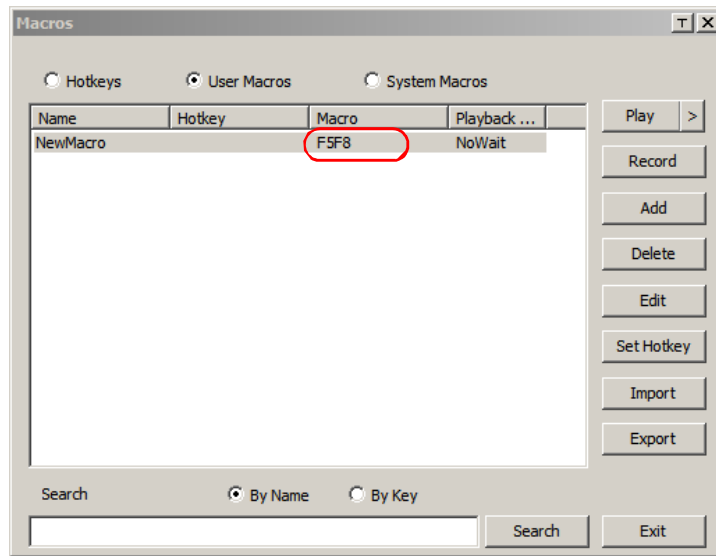 Macros
Hotkeys User Macros System Macros
Name Hotkey Macro Playback ...
NewMacro F5F8 NoWait
Play >
Record
Add
Delete
Edit
Set Hotkey
Import
Export
Search By Name By Key
Search Exit